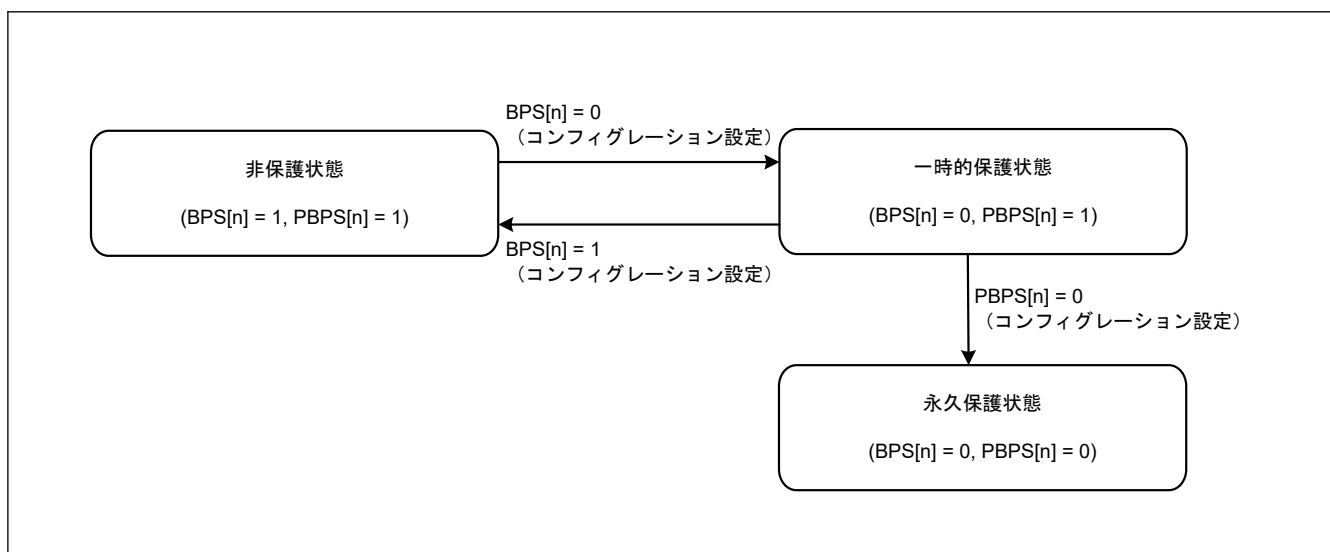 BPS[n] = 0
（コンフィグレーション設定）
非保護状態
(BPS[n] = 1, PBPS[n] = 1)
一時的保護状態
(BPS[n] = 0, PBPS[n] = 1)
BPS[n] = 1
（コンフィグレーション設定）
PBPS[n] = 0
（コンフィグレーション設定）
永久保護状態
(BPS[n] = 0, PBPS[n] = 0)